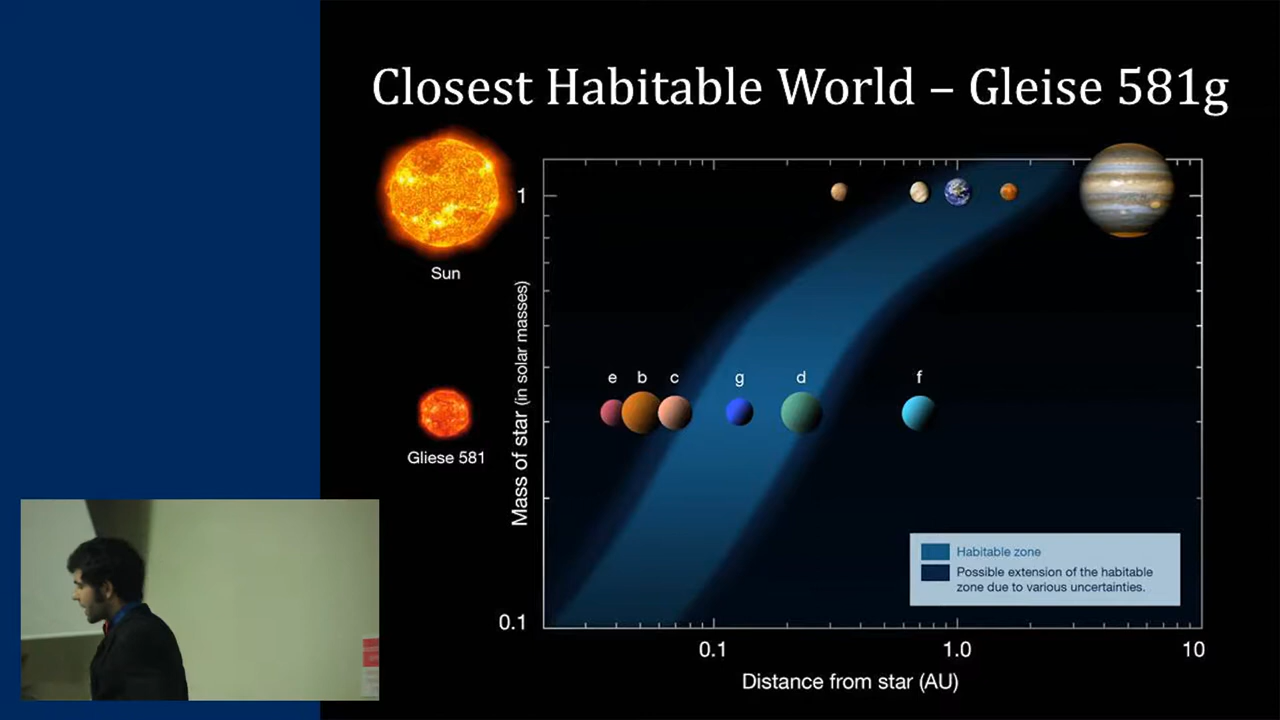 Closest Habitable World – Gleise 581g
Sun
Gliese 581
Mass of star (in solar masses)
1
0.1
e b c g d f
Habitable zone
Possible extension of the habitable
zone due to various uncertainties.
0.1 1.0 10
Distance from star (AU)